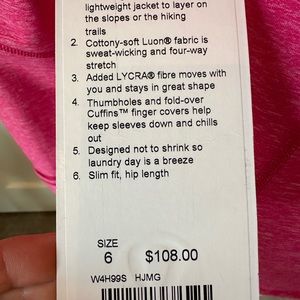 lightweight jacket to layer on
the slopes or the hiking
trails
2. Cottony-soft Luon® fabric is
sweat-wicking and four-way
stretch
3. Added LYCRA® fibre moves with
you and stays in great shape
4. Thumbholes and fold-over
Cuffins™ finger covers help
keep sleeves down and chills
out
5. Designed not to shrink so
laundry day is a breeze
6. Slim fit, hip length
SIZE
6 $108.00
W4H99S HJMG